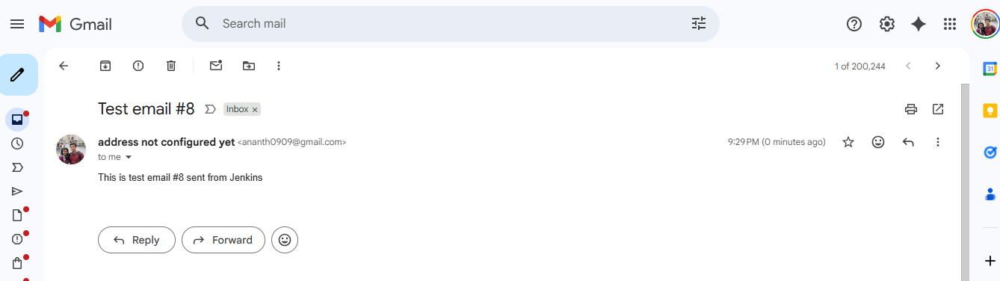 Gmail
Search mail
1 of 200,244
Test email #8
Inbox ×
address not configured yet <ananth0909@gmail.com>
9:29 PM (0 minutes ago)
to me
This is test email #8 sent from Jenkins
Reply
Forward
31